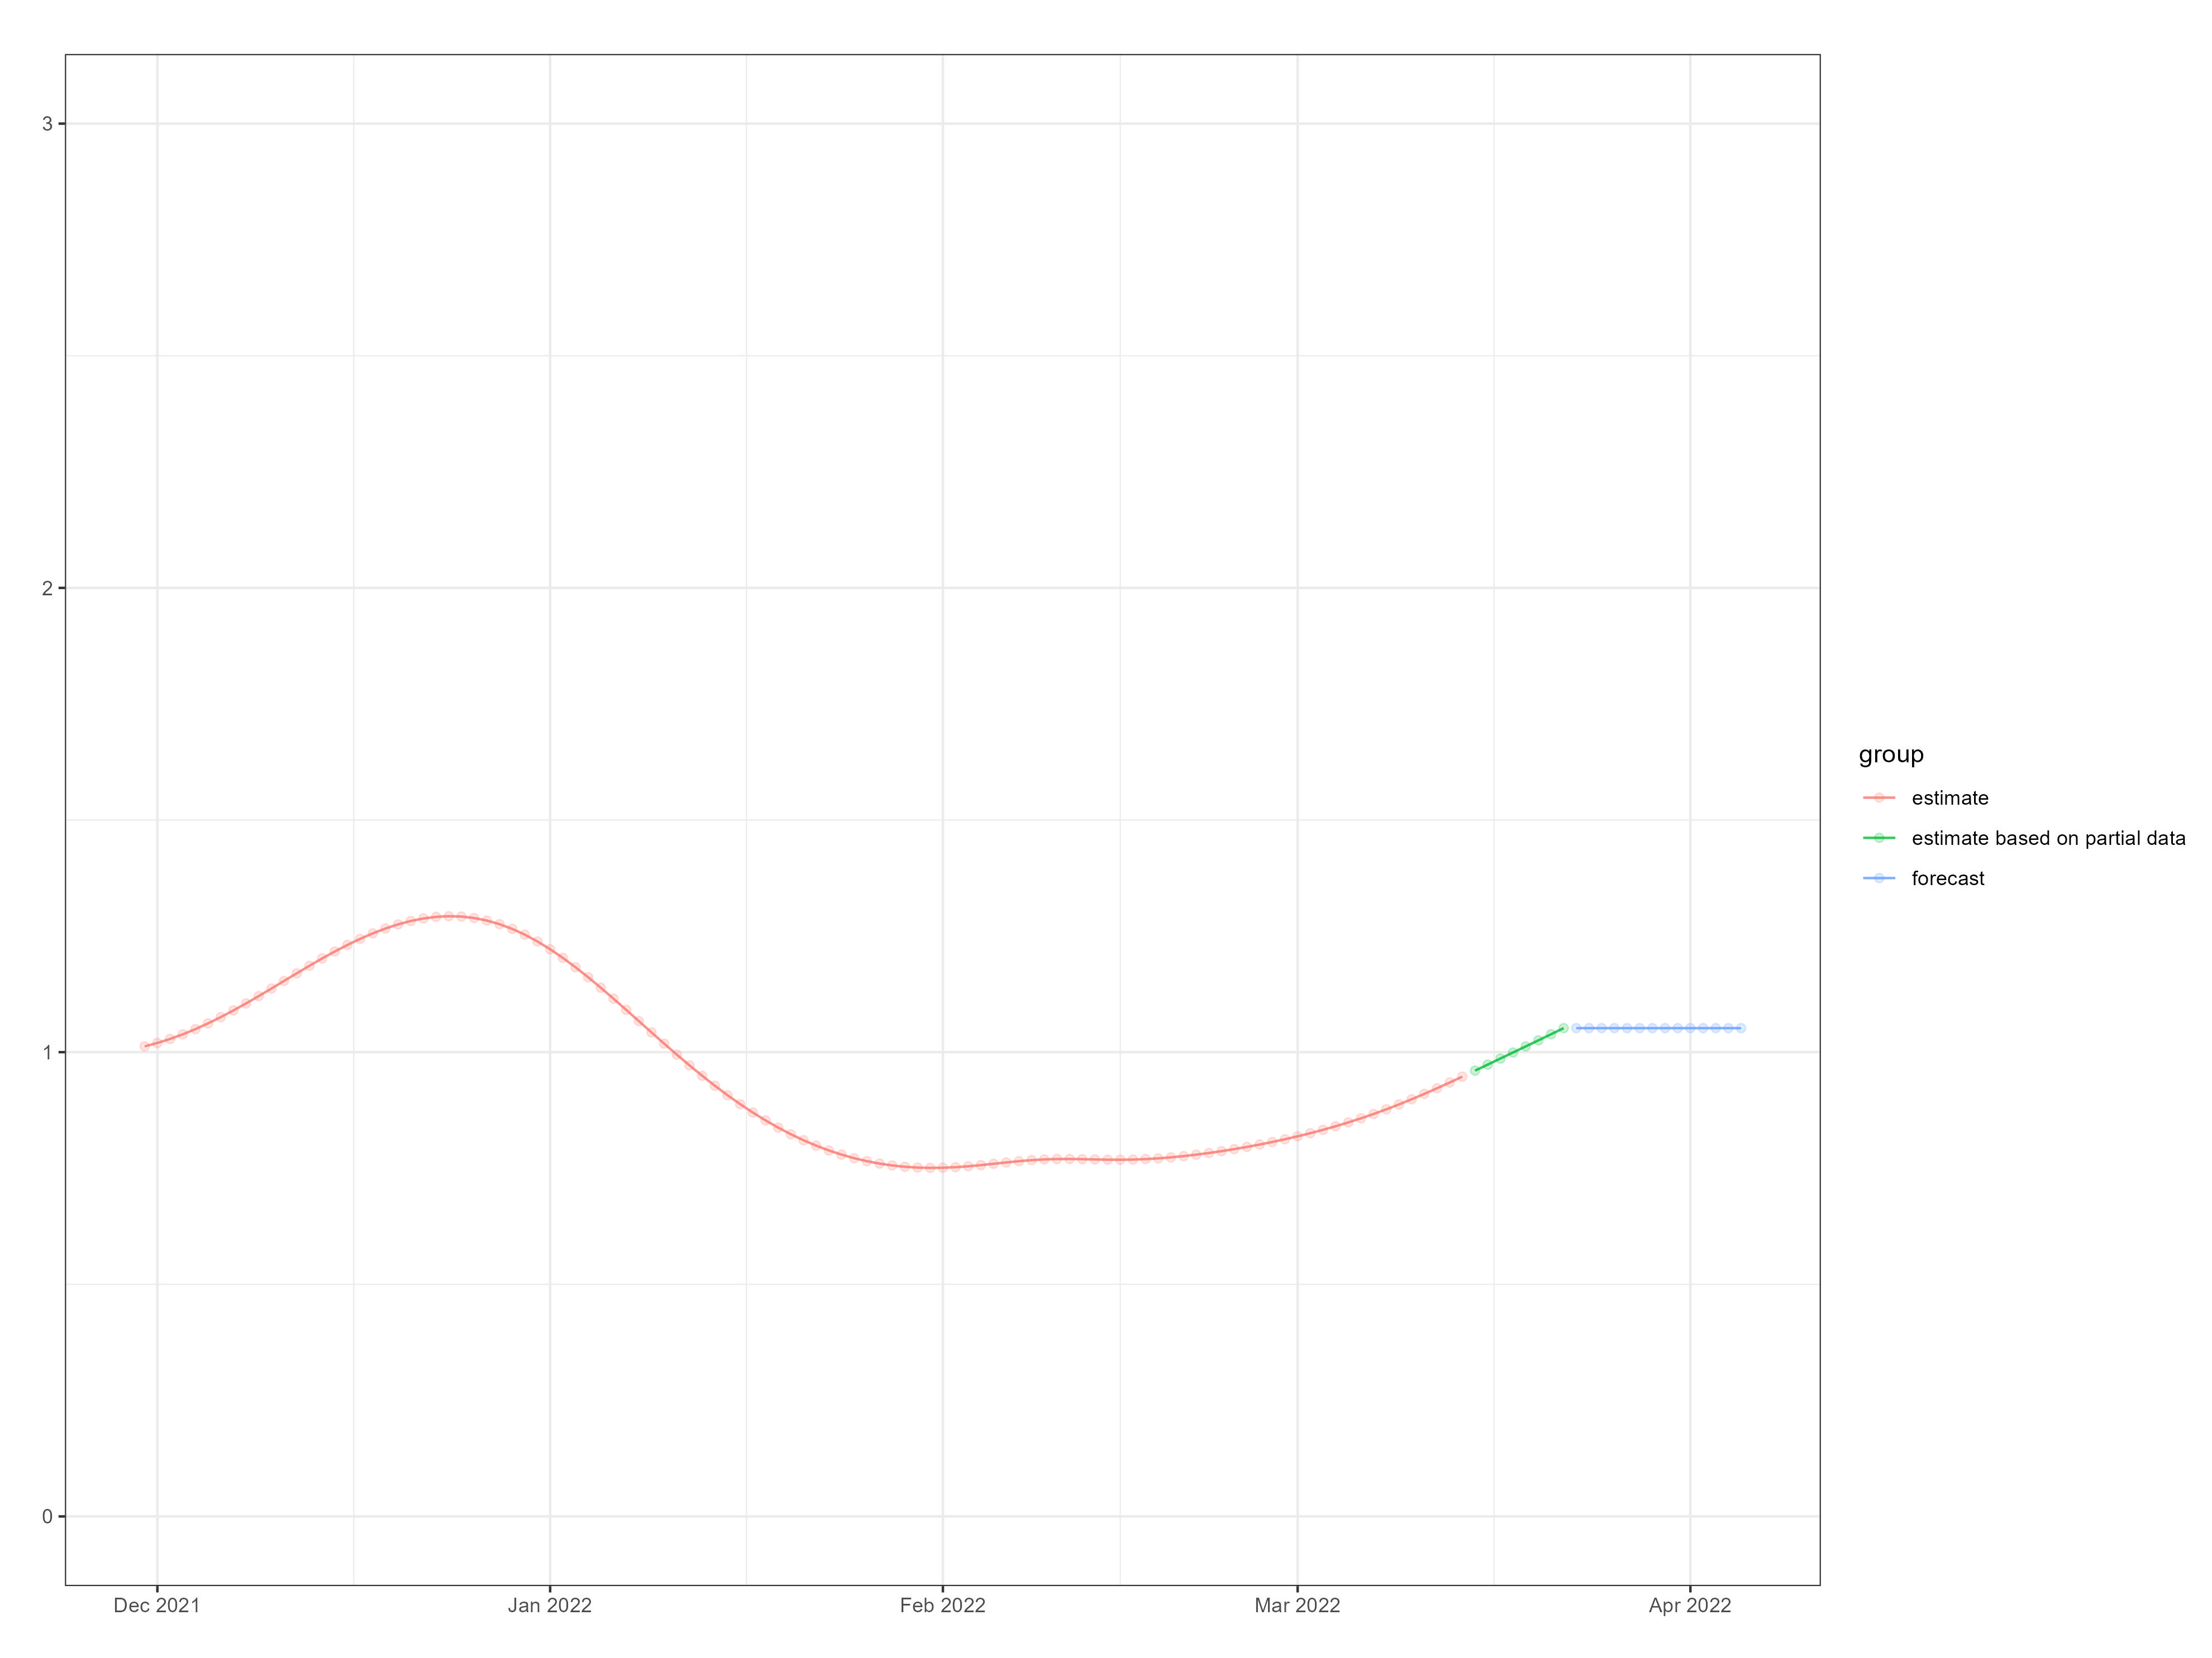 3
2
1
0
Dec 2021
Jan 2022
Feb 2022
Mar 2022
Apr 2022
group
estimate
estimate based on partial data
forecast